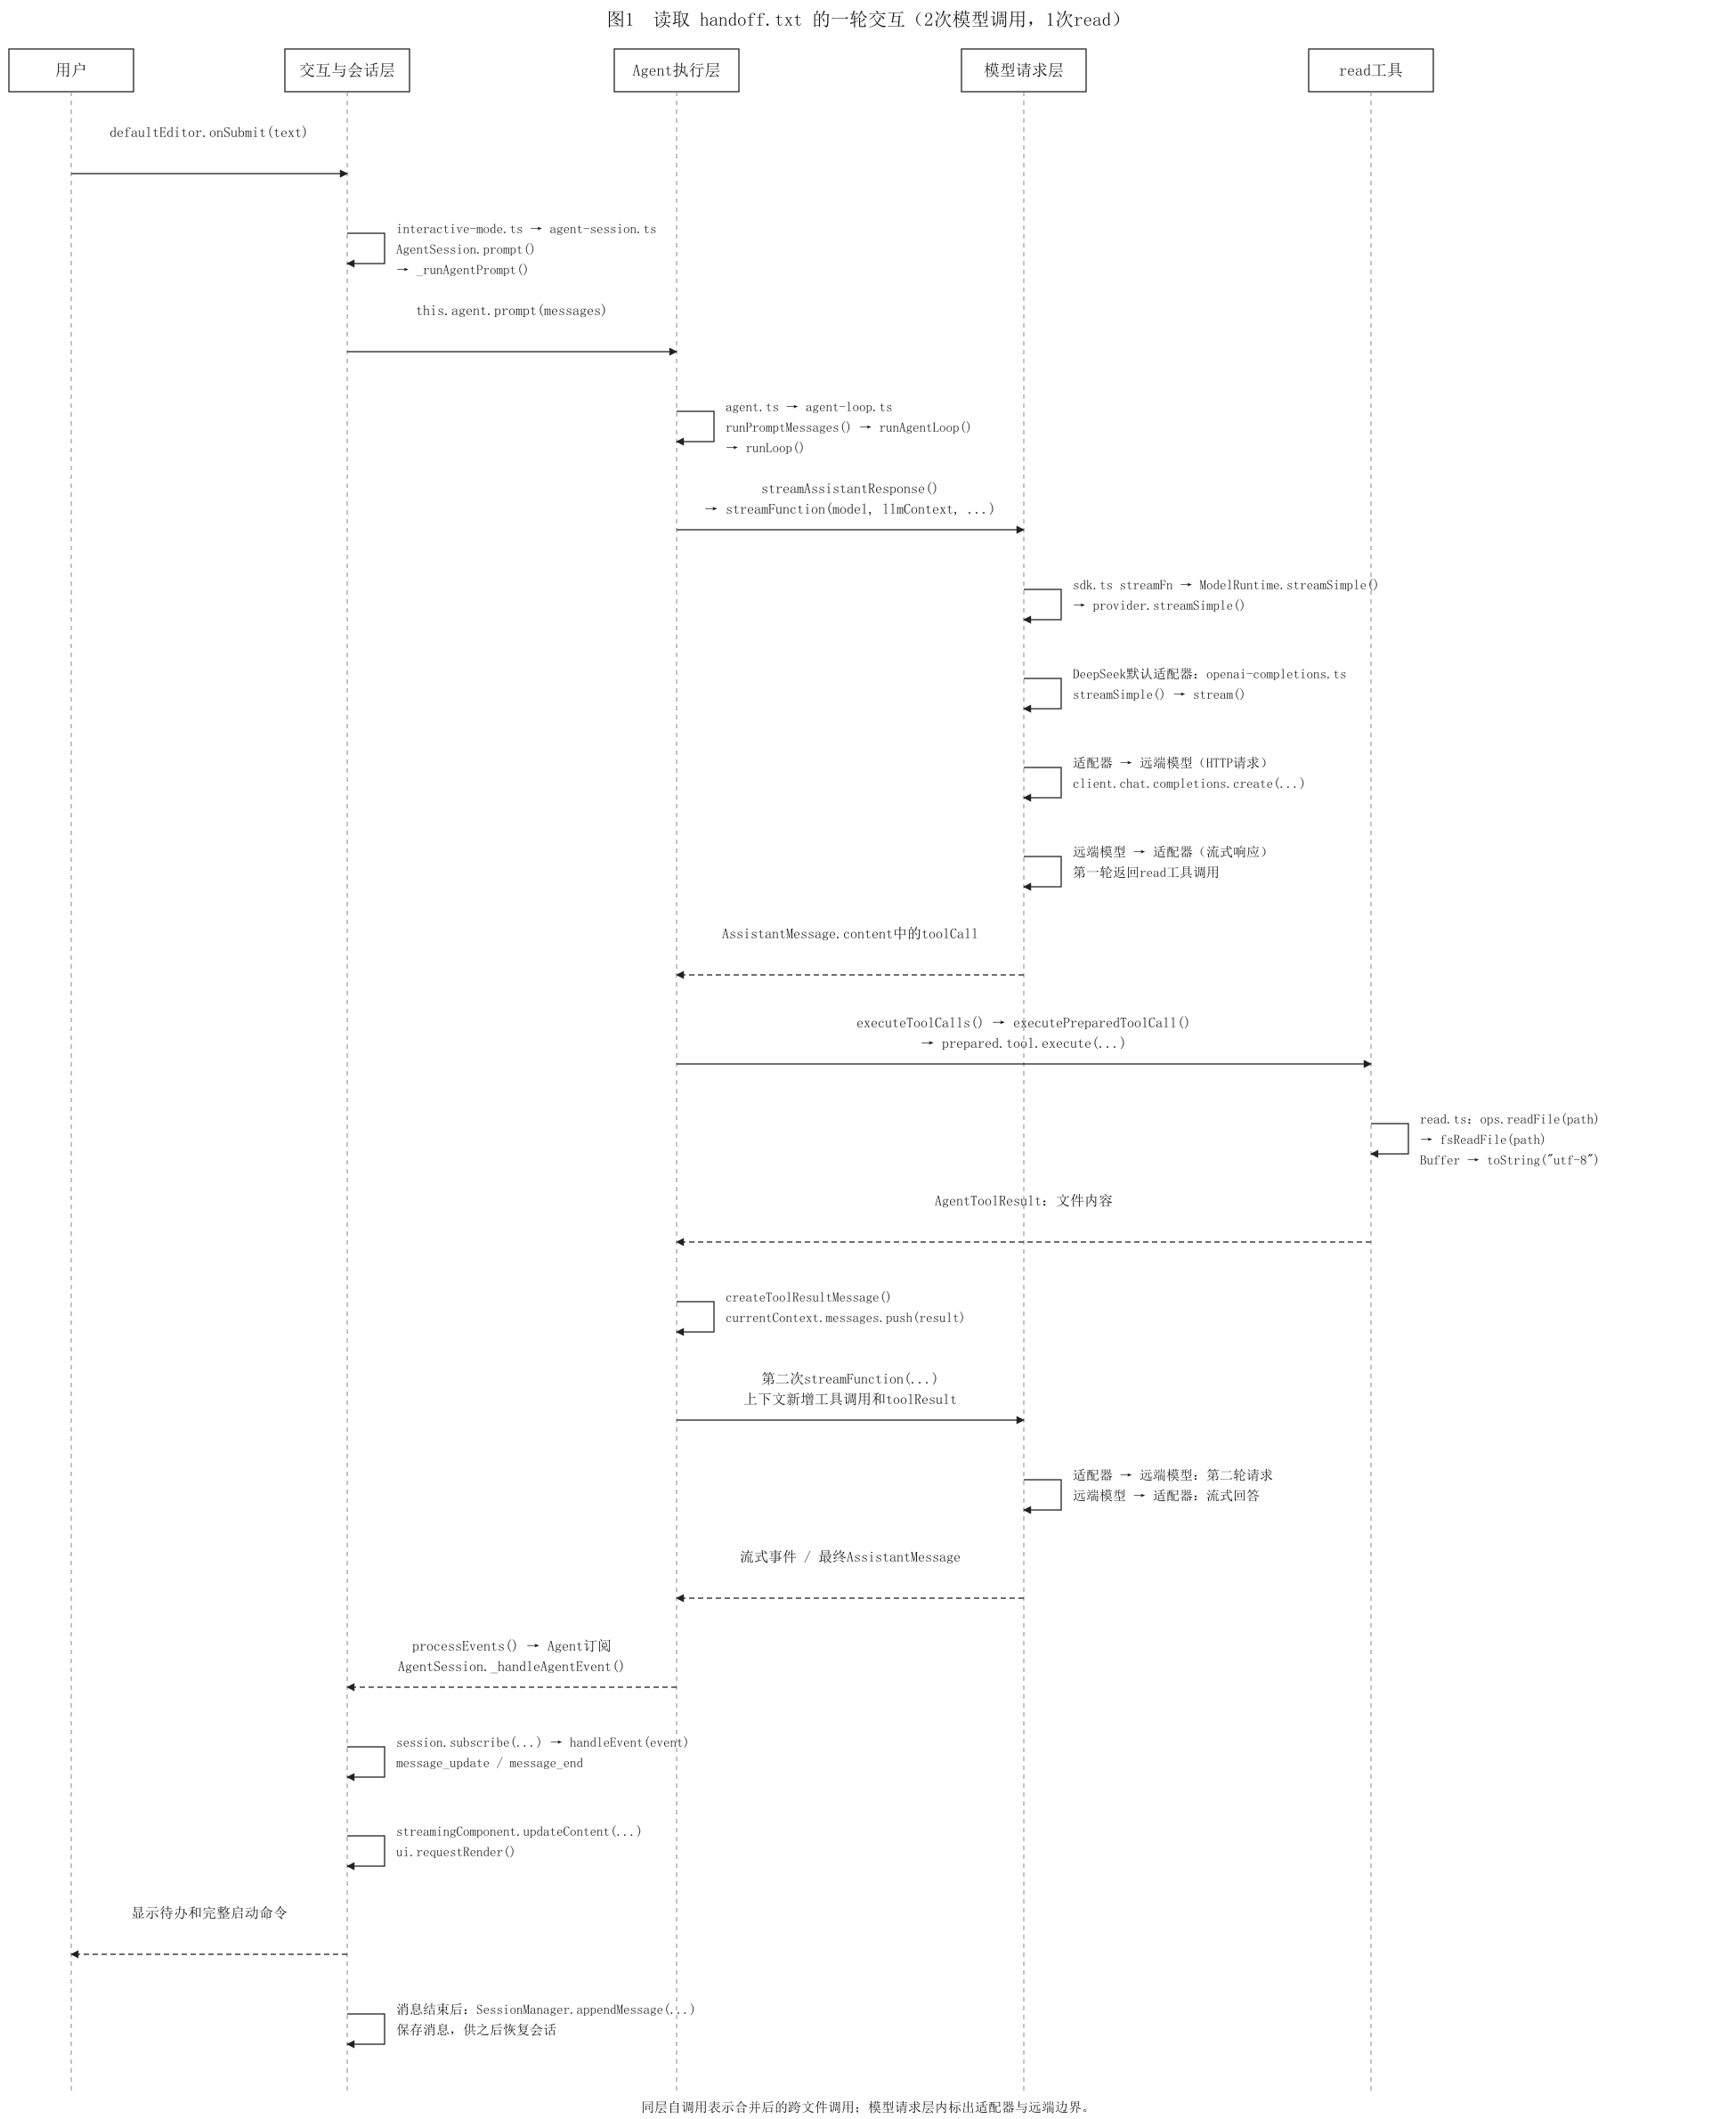 图1  读取 handoff.txt 的一轮交互（2次模型调用，1次read）
用户
交互与会话层
Agent执行层
模型请求层
read工具
defaultEditor.onSubmit(text)
interactive-mode.ts → agent-session.ts
AgentSession.prompt()
→ _runAgentPrompt()
this.agent.prompt(messages)
agent.ts → agent-loop.ts
runPromptMessages() → runAgentLoop()
→ runLoop()
streamAssistantResponse()
→ streamFunction(model, llmContext, ...)
sdk.ts streamFn → ModelRuntime.streamSimple()
→ provider.streamSimple()
DeepSeek默认适配器：openai-completions.ts
streamSimple() → stream()
适配器 → 远端模型（HTTP请求）
client.chat.completions.create(...)
远端模型 → 适配器（流式响应）
第一轮返回read工具调用
AssistantMessage.content中的toolCall
executeToolCalls() → executePreparedToolCall()
→ prepared.tool.execute(...)
read.ts：ops.readFile(path)
→ fsReadFile(path)
Buffer → toString("utf-8")
AgentToolResult：文件内容
createToolResultMessage()
currentContext.messages.push(result)
第二次streamFunction(...)
上下文新增工具调用和toolResult
适配器 → 远端模型：第二轮请求
远端模型 → 适配器：流式回答
流式事件 / 最终AssistantMessage
processEvents() → Agent订阅
AgentSession._handleAgentEvent()
session.subscribe(...) → handleEvent(event)
message_update / message_end
streamingComponent.updateContent(...)
ui.requestRender()
显示待办和完整启动命令
消息结束后：SessionManager.appendMessage(...)
保存消息，供之后恢复会话
同层自调用表示合并后的跨文件调用；模型请求层内标出适配器与远端边界。